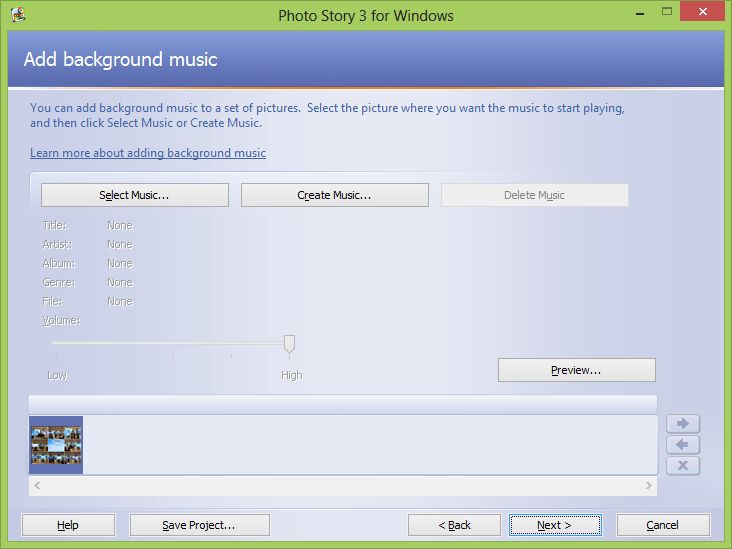 Photo Story 3 for Windows
Add background music
You can add background music to a set of pictures.  Select the picture where you want the music to start playing,
and then click Select Music or Create Music.
Learn more about adding background music
Select Music...
Create Music...
Delete Music
Title: None
Artist: None
Album: None
Genre: None
File: None
Volume:
Low
High
Preview...
Help
Save Project...
< Back
Next >
Cancel